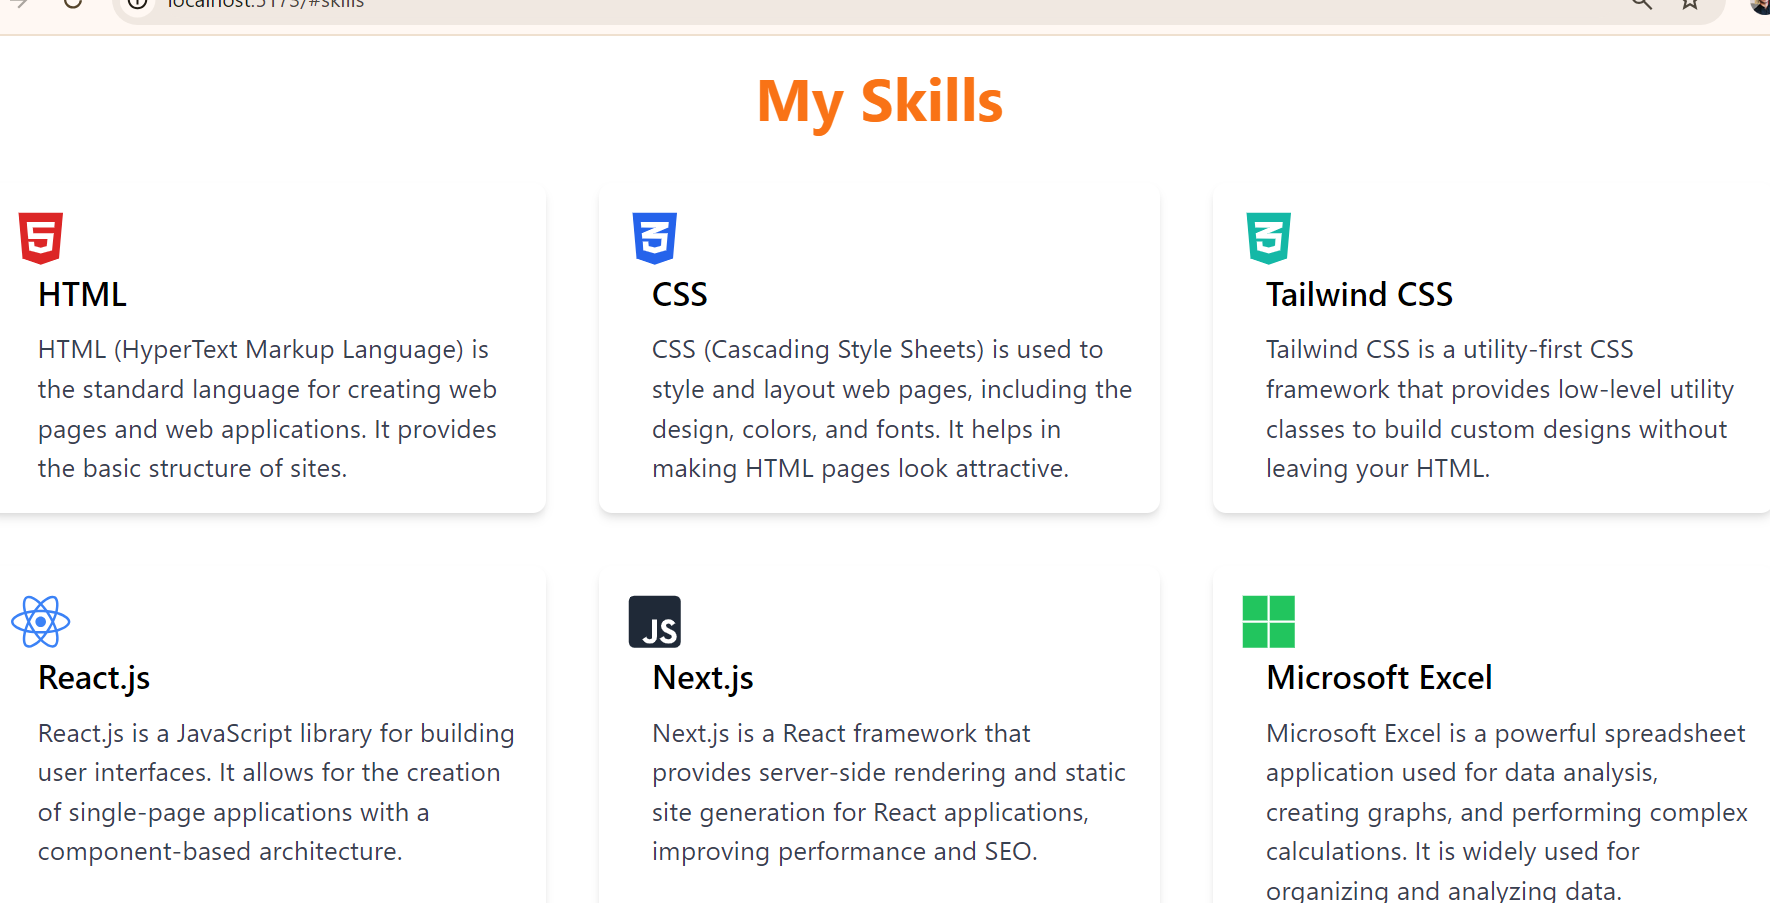 localhost:5173/#skills
My Skills
HTML
HTML (HyperText Markup Language) is
the standard language for creating web
pages and web applications. It provides
the basic structure of sites.
CSS
CSS (Cascading Style Sheets) is used to
style and layout web pages, including the
design, colors, and fonts. It helps in
making HTML pages look attractive.
Tailwind CSS
Tailwind CSS is a utility-first CSS
framework that provides low-level utility
classes to build custom designs without
leaving your HTML.
React.js
React.js is a JavaScript library for building
user interfaces. It allows for the creation
of single-page applications with a
component-based architecture.
JS
Next.js
Next.js is a React framework that
provides server-side rendering and static
site generation for React applications,
improving performance and SEO.
Microsoft Excel
Microsoft Excel is a powerful spreadsheet
application used for data analysis,
creating graphs, and performing complex
calculations. It is widely used for
organizing and analyzing data.